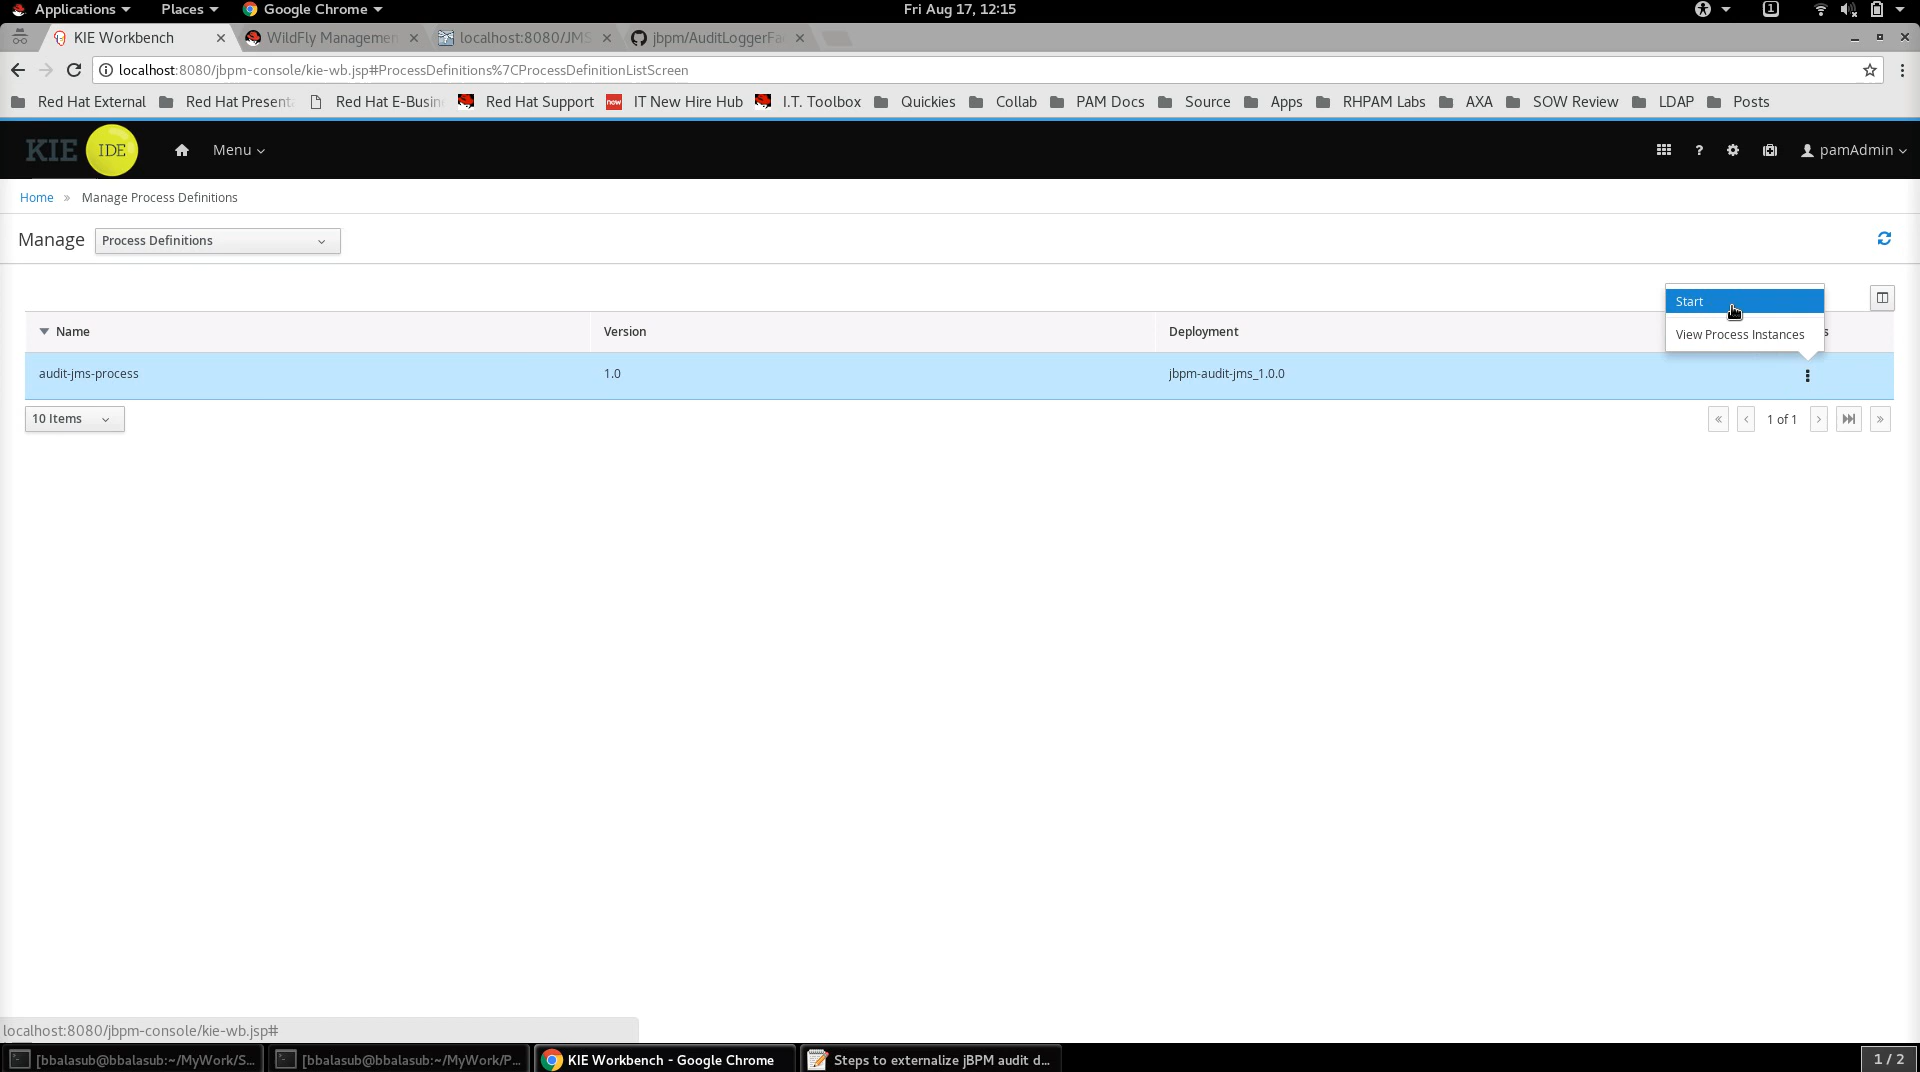 Applications Places Google Chrome Fri Aug 17, 12:15 1
KIE Workbench WildFly Managemen localhost:8080/JMS jbpm/AuditLoggerFa
localhost:8080/jbpm-console/kie-wb.jsp#ProcessDefinitions%7CProcessDefinitionListScreen
Red Hat External Red Hat Present Red Hat E-Busin Red Hat Support now IT New Hire Hub I.T. Toolbox Quickies Collab PAM Docs Source Apps RHPAM Labs AXA SOW Review LDAP Posts
KIE IDE Menu ? pamAdmin
Home » Manage Process Definitions
Manage Process Definitions
Start
Name Version Deployment s
View Process Instances
audit-jms-process 1.0 jbpm-audit-jms_1.0.0
10 Items « ‹ 1 of 1 › »
localhost:8080/jbpm-console/kie-wb.jsp#
[bbalasub@bbalasub:~/MyWork/S... [bbalasub@bbalasub:~/MyWork/P... KIE Workbench - Google Chrome Steps to externalize jBPM audit d... 1 / 2